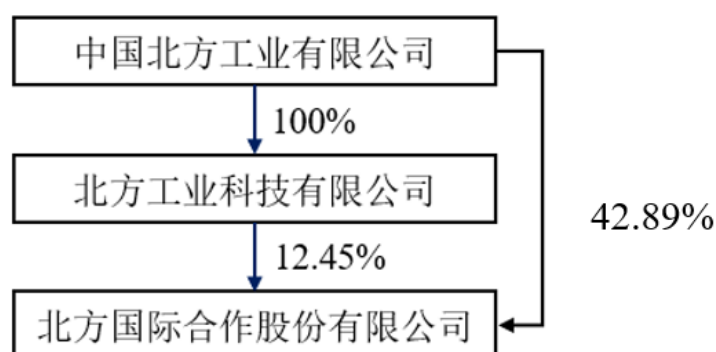 中国北方工业有限公司
100%
北方工业科技有限公司
42.89%
12.45%
北方国际合作股份有限公司